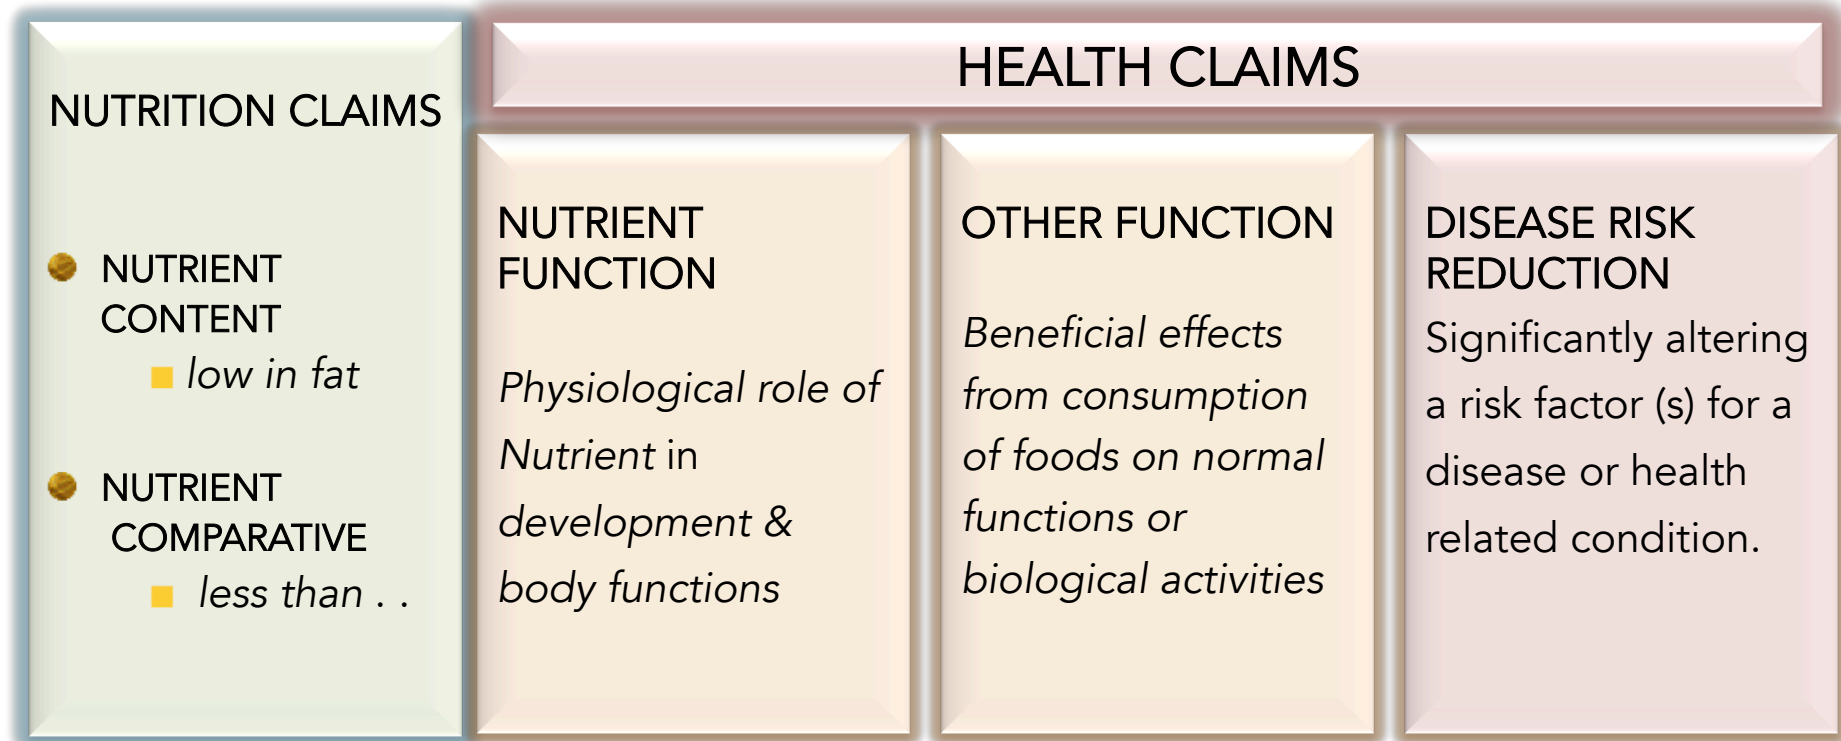 NUTRITION CLAIMS
NUTRIENT
CONTENT
low in fat
NUTRIENT
COMPARATIVE
less than . .
HEALTH CLAIMS
NUTRIENT
FUNCTION
Physiological role of
Nutrient in
development &
body functions
OTHER FUNCTION
Beneficial effects
from consumption
of foods on normal
functions or
biological activities
DISEASE RISK
REDUCTION
Significantly altering
a risk factor (s) for a
disease or health
related condition.